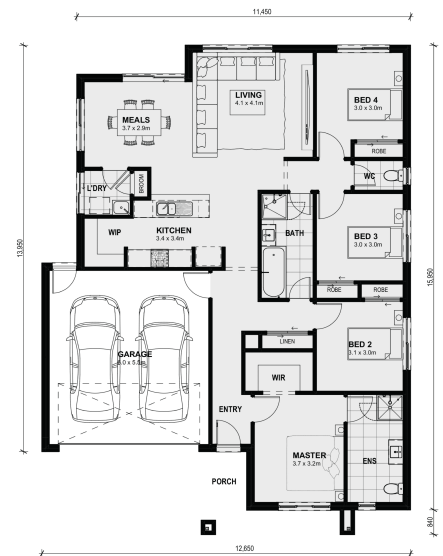 11,450
LIVING
4.1 x 4.1m
BED 4
3.0 x 3.0m
MEALS
3.7 x 2.9m
ROBE
WC
L'DRY
BROOM
WIP
KITCHEN
3.4 x 3.4m
BATH
BED 3
3.0 x 3.0m
13,950
15,950
ROBE
ROBE
GARAGE
6.0 x 5.5m
LINEN
BED 2
3.1 x 3.0m
WIR
ENTRY
MASTER
3.7 x 3.2m
ENS
PORCH
840
12,650